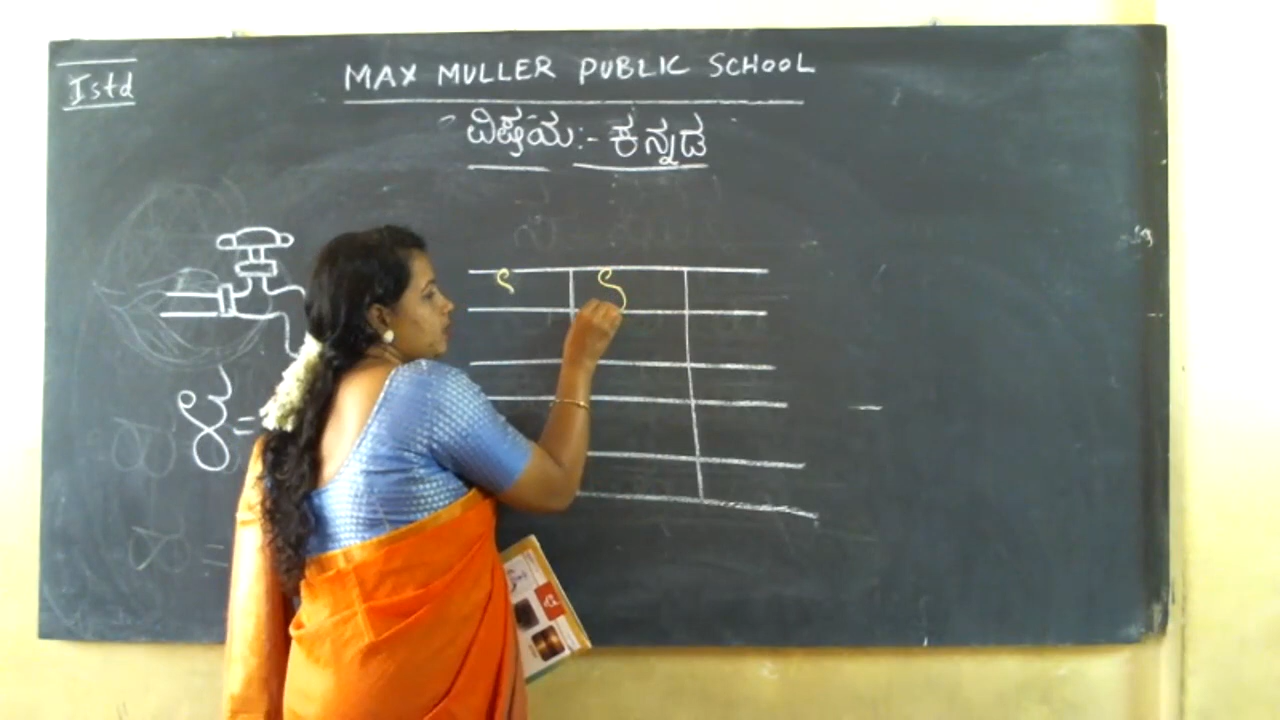 Istd
MAX MULLER PUBLIC SCHOOL
ವಿಷಯ:- ಕನ್ನಡ
ಳ =